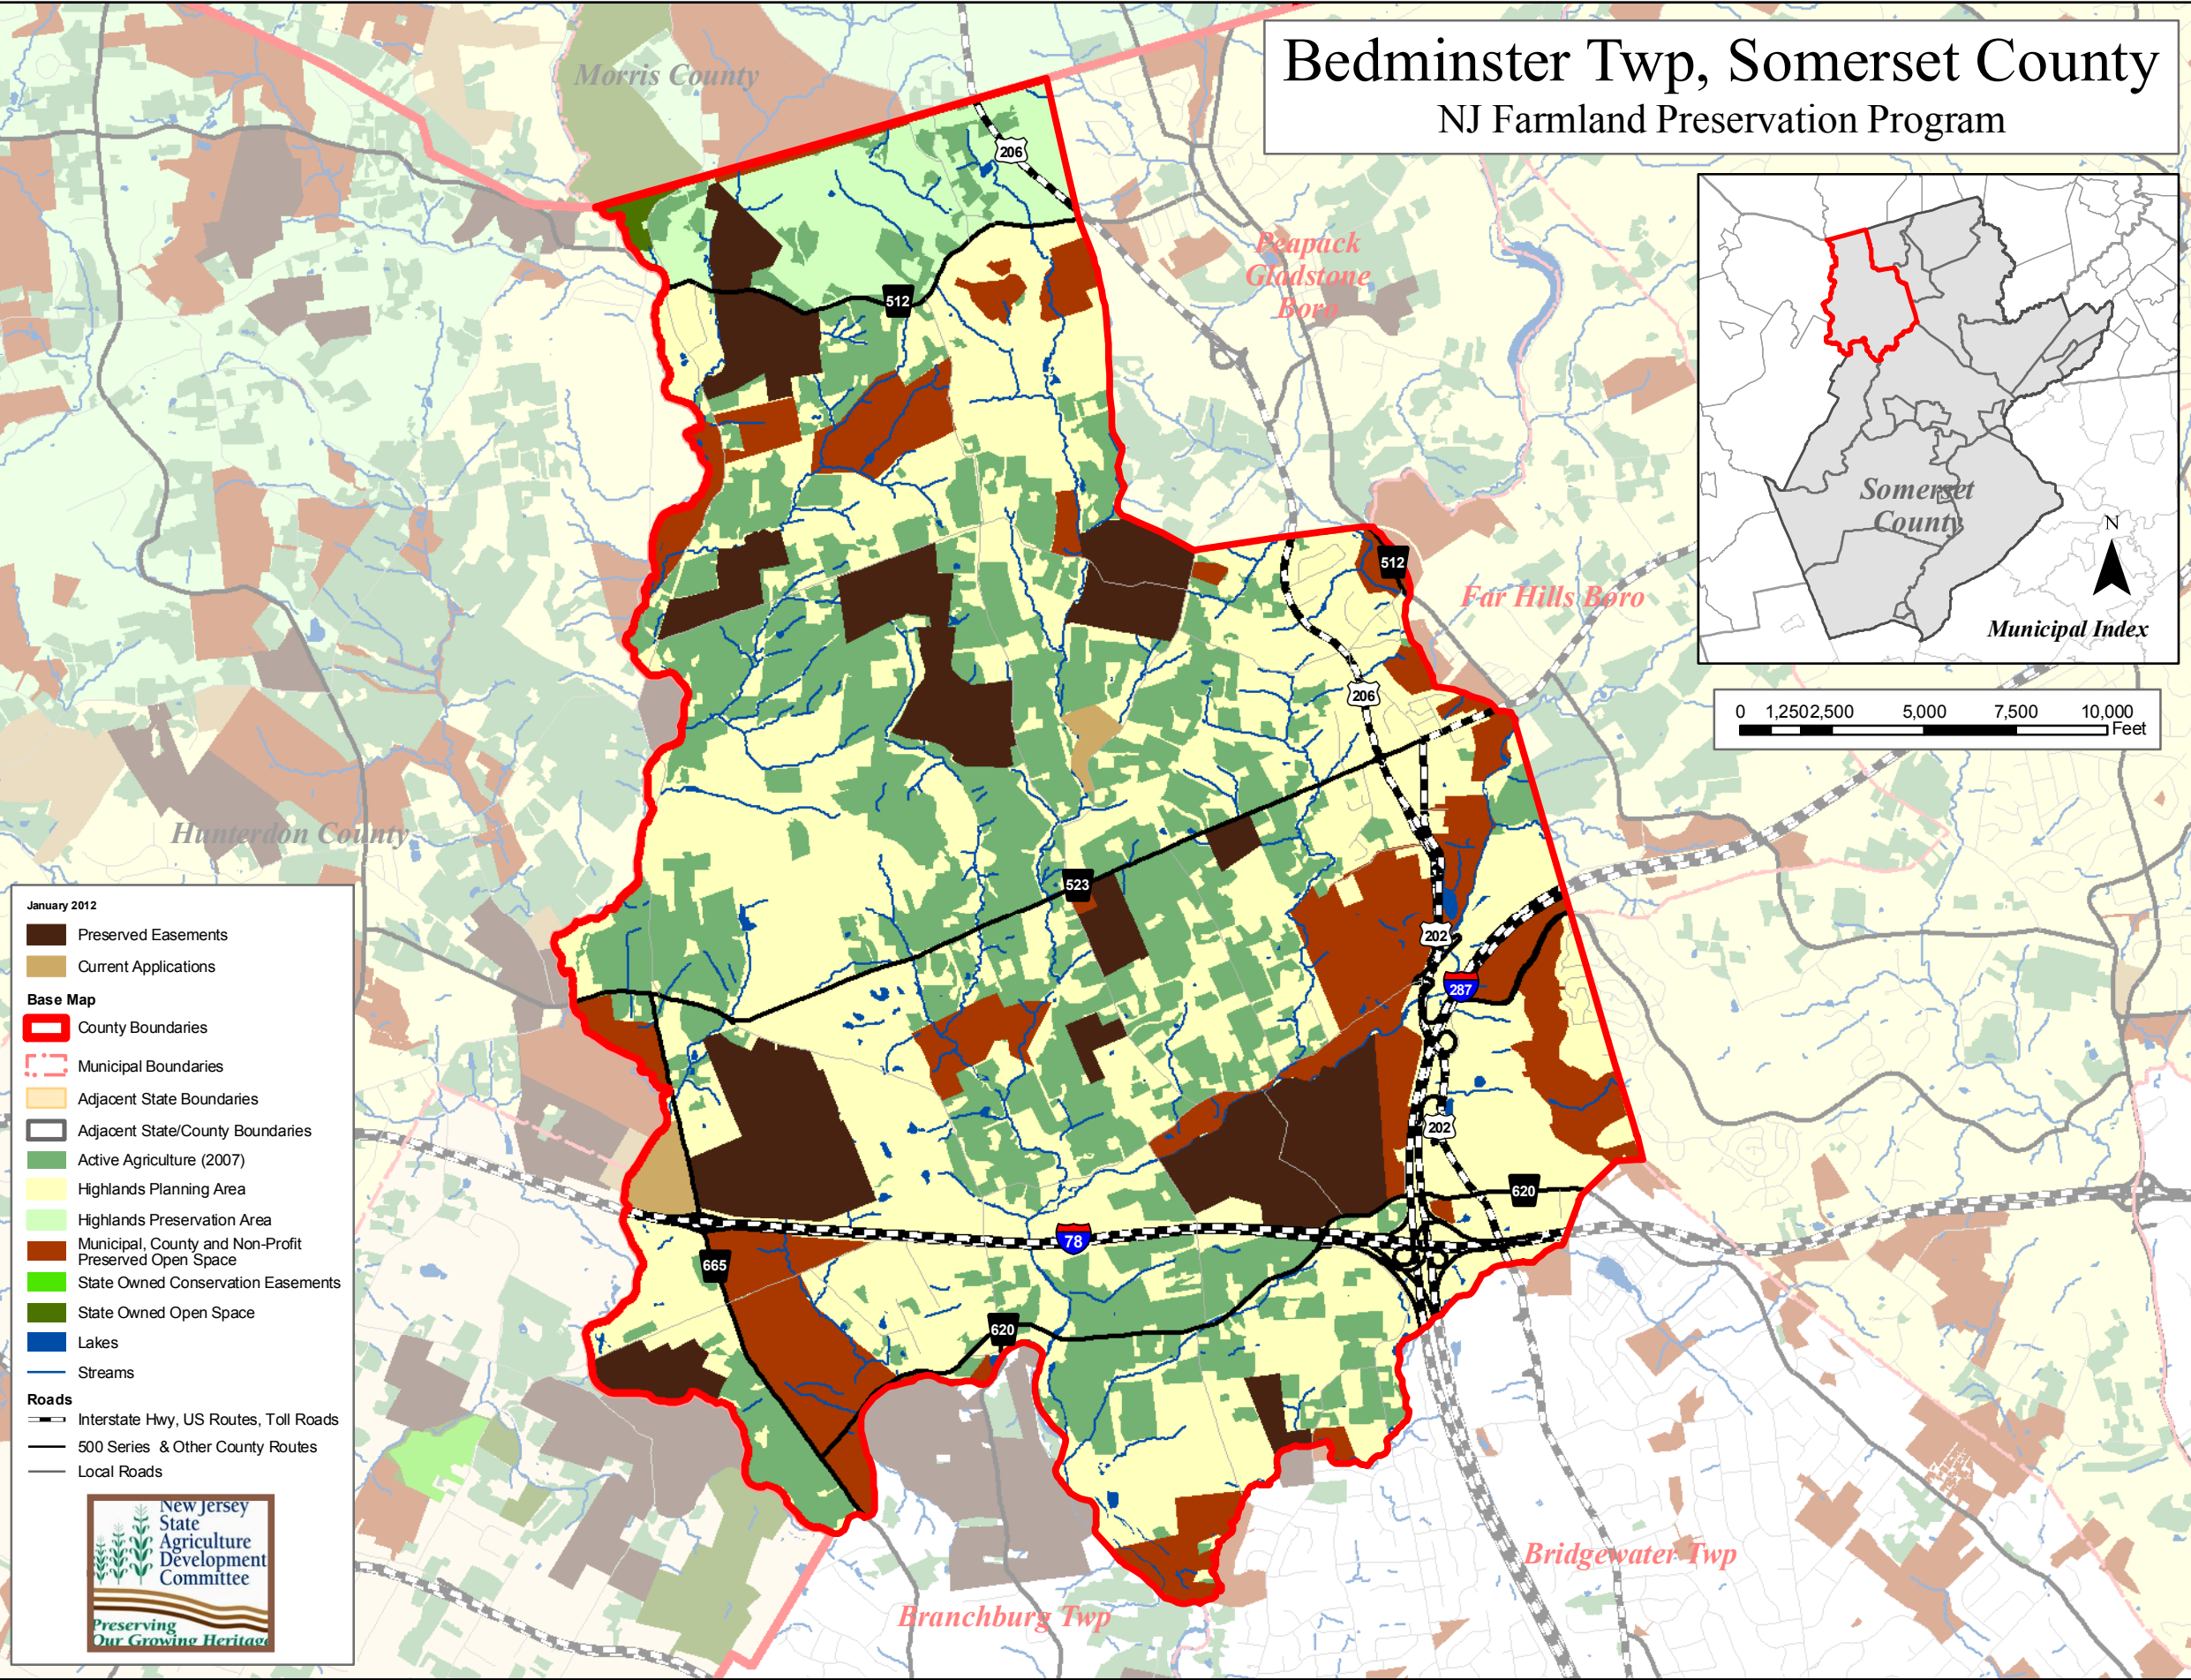 Bedminster Twp, Somerset County
NJ Farmland Preservation Program
Morris County
206
Peapack
Gladstone
Boro
512
Somerset
County
N
Municipal Index
512
Far Hills Boro
206
0 1,250 2,500 5,000 7,500 10,000
Feet
Hunterdon County
523
202
287
202
620
78
665
620
Bridgewater Twp
Branchburg Twp
January 2012
Preserved Easements
Current Applications
Base Map
County Boundaries
Municipal Boundaries
Adjacent State Boundaries
Adjacent State/County Boundaries
Active Agriculture (2007)
Highlands Planning Area
Highlands Preservation Area
Municipal, County and Non-Profit
Preserved Open Space
State Owned Conservation Easements
State Owned Open Space
Lakes
Streams
Roads
Interstate Hwy, US Routes, Toll Roads
500 Series & Other County Routes
Local Roads
New Jersey
State
Agriculture
Development
Committee
Preserving
Our Growing Heritage